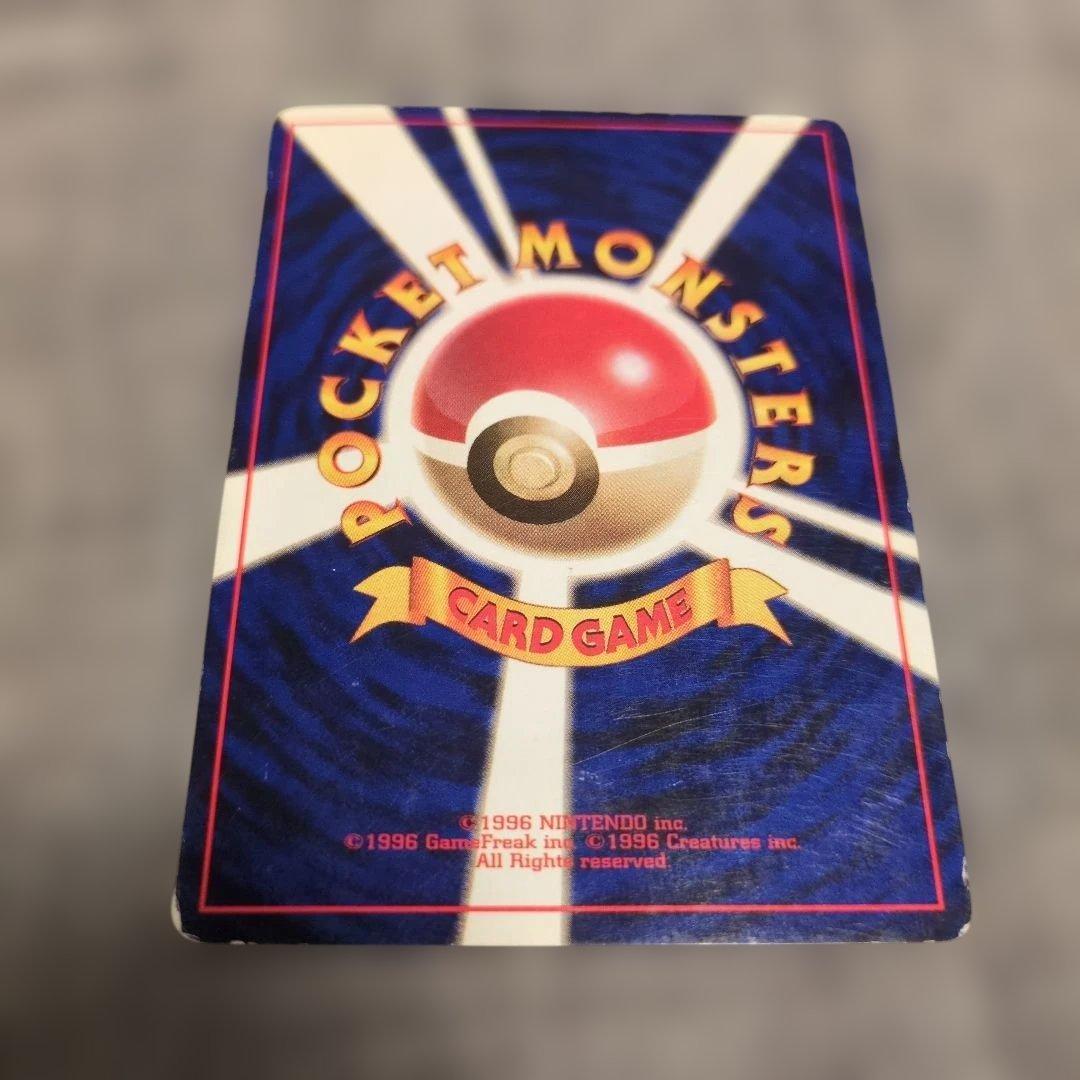 POCKET MONSTERS
CARD GAME
©1996 NINTENDO inc.
©1996 GameFreak inc. ©1996 Creatures inc.
All Rights reserved.